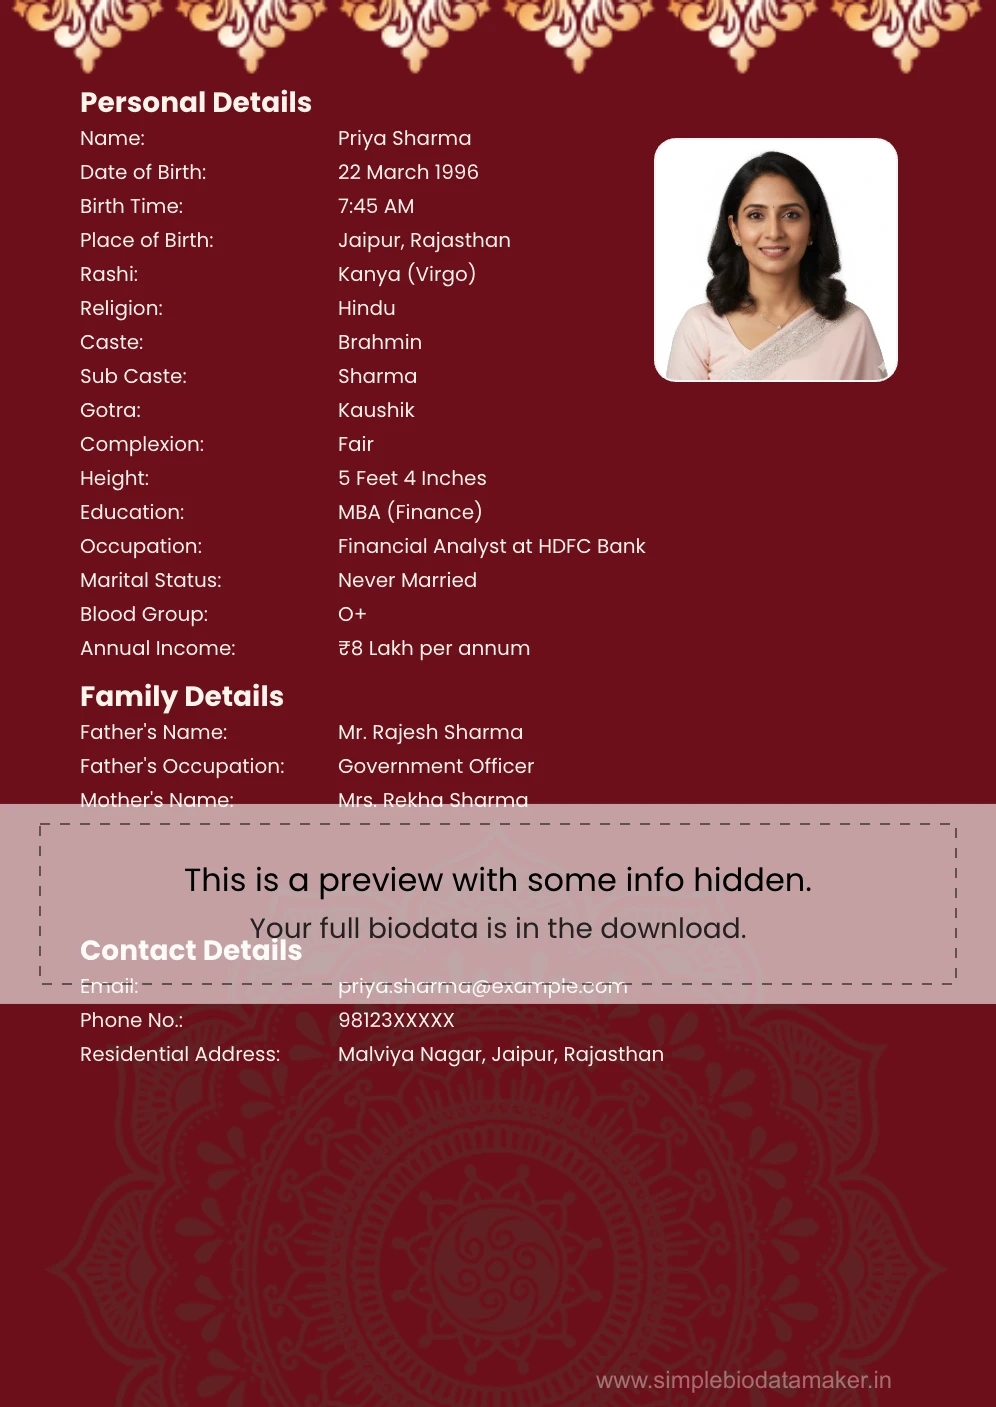 Personal Details
Name: Priya Sharma
Date of Birth: 22 March 1996
Birth Time: 7:45 AM
Place of Birth: Jaipur, Rajasthan
Rashi: Kanya (Virgo)
Religion: Hindu
Caste: Brahmin
Sub Caste: Sharma
Gotra: Kaushik
Complexion: Fair
Height: 5 Feet 4 Inches
Education: MBA (Finance)
Occupation: Financial Analyst at HDFC Bank
Marital Status: Never Married
Blood Group: O+
Annual Income: ₹8 Lakh per annum
Family Details
Father's Name: Mr. Rajesh Sharma
Father's Occupation: Government Officer
Mother's Name: Mrs. Rekha Sharma
This is a preview with some info hidden.
Your full biodata is in the download.
Contact Details
Email: priya.sharma@example.com
Phone No.: 98123XXXXX
Residential Address: Malviya Nagar, Jaipur, Rajasthan
www.simplebiodatamaker.in